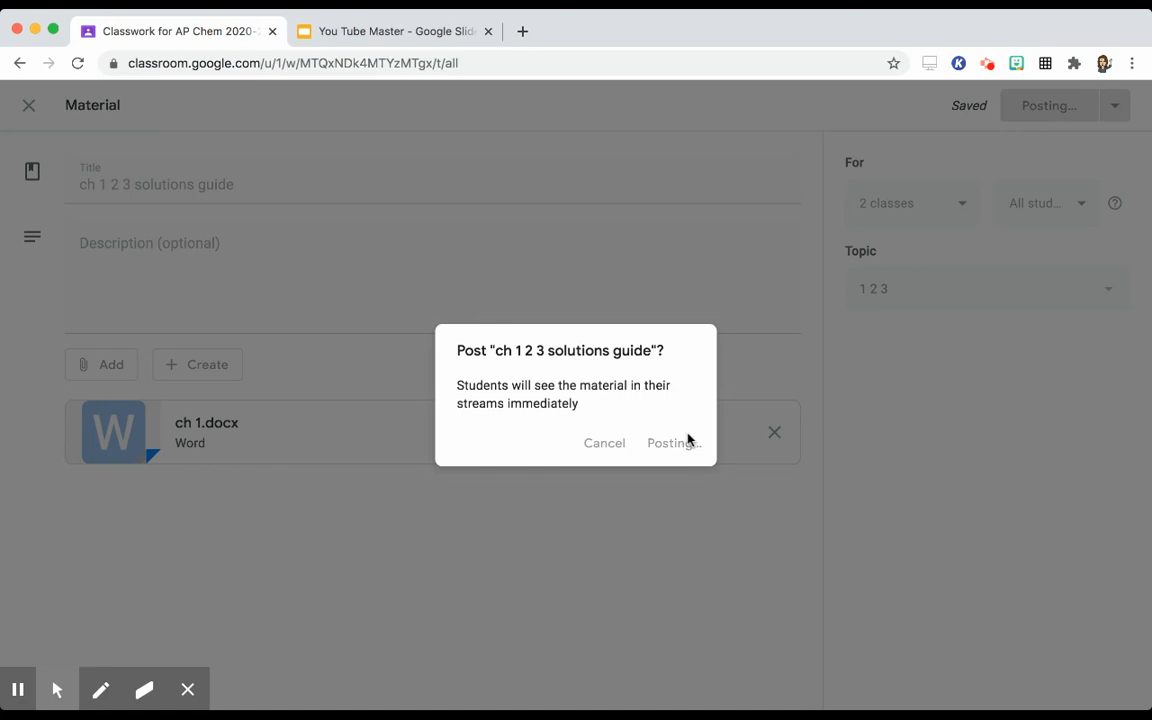 Classwork for AP Chem 2020-
You Tube Master - Google Slid
classroom.google.com/u/1/w/MTQxNDk4MTYzMTgx/t/all
Material
Saved
Posting...
Title
ch 1 2 3 solutions guide
Description (optional)
For
2 classes
All stud...
Topic
1 2 3
Add
Create
W
ch 1.docx
Word
Post "ch 1 2 3 solutions guide"?
Students will see the material in their
streams immediately
Cancel
Posting...